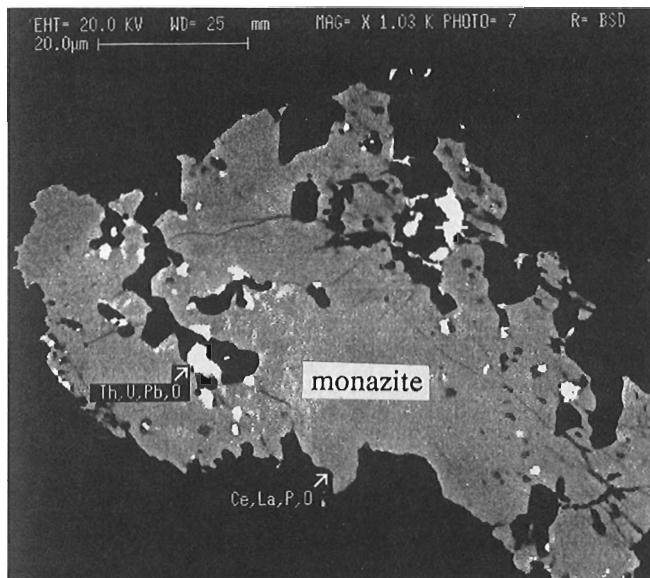 EHT= 20.0 KV WD= 25 mm MAG= X 1.03 K PHOTO= 7 R= BSD
20.0µm
Th,U,Pb,O
monazite
Ce,La,P,O